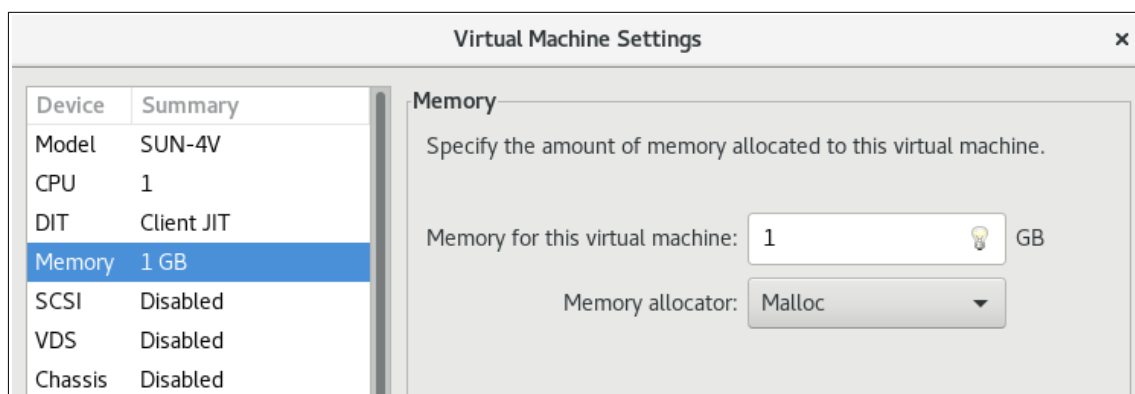 Virtual Machine Settings ×
Device Summary
Model SUN-4V
CPU 1
DIT Client JIT
Memory 1 GB
SCSI Disabled
VDS Disabled
Chassis Disabled
Memory
Specify the amount of memory allocated to this virtual machine.
Memory for this virtual machine: 1 GB
Memory allocator: Malloc